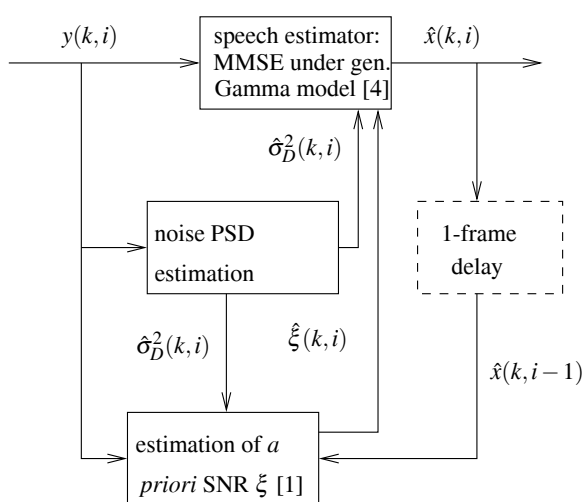 y(k,i)
speech estimator:
MMSE under gen.
Gamma model [4]
x̂(k,i)
σ̂²_D(k,i)
noise PSD
estimation
1-frame
delay
σ̂²_D(k,i)
ξ̂(k,i)
x̂(k,i−1)
estimation of a
priori SNR ξ [1]